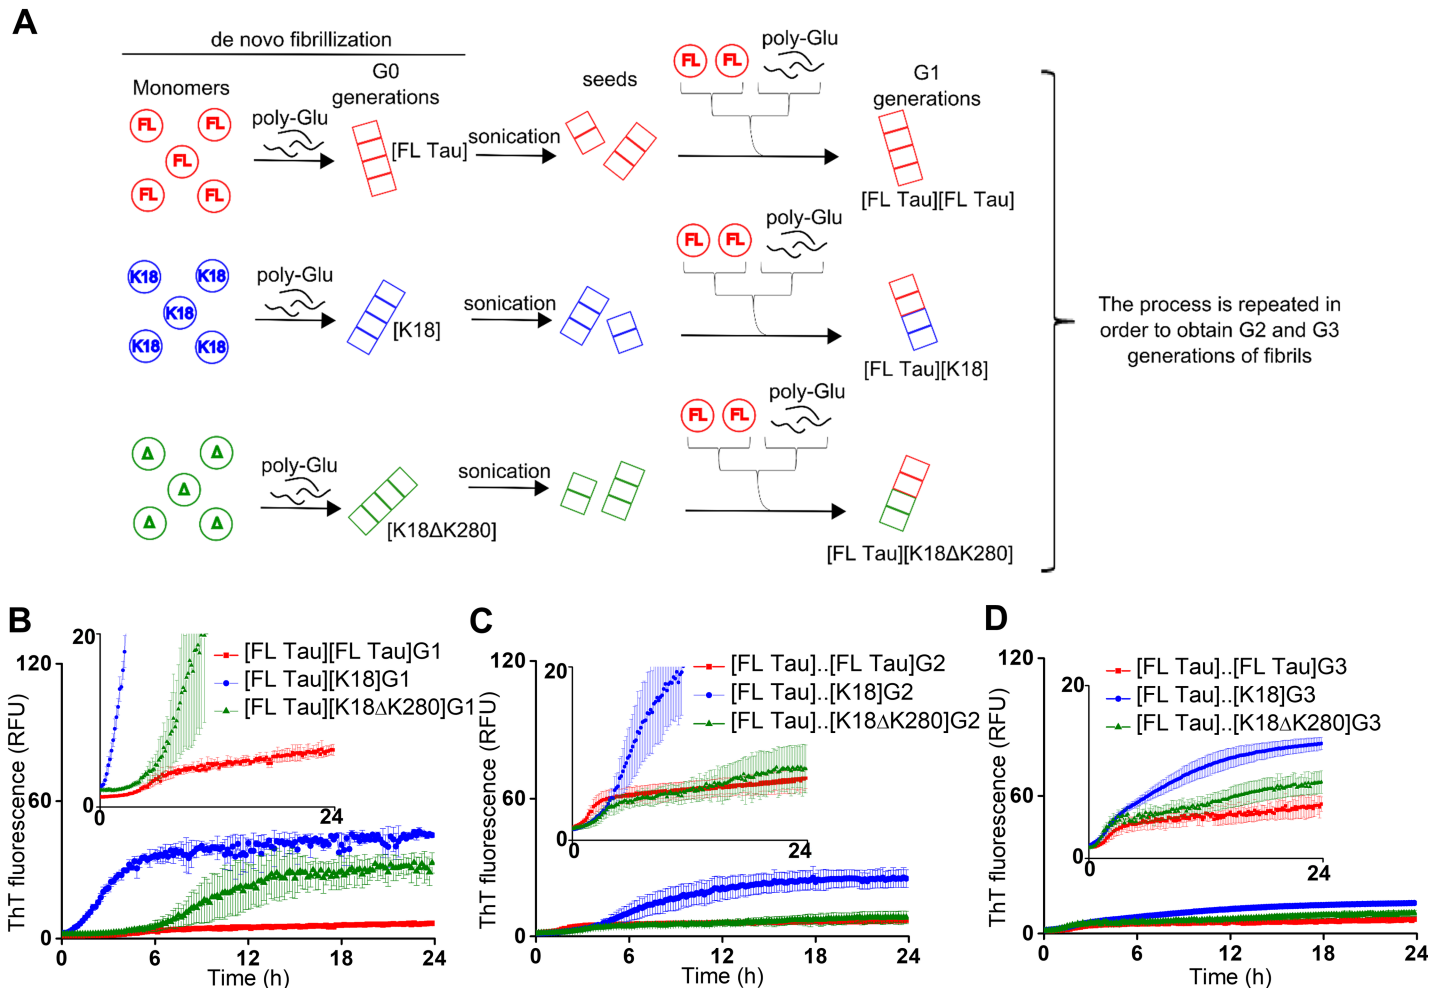 A
de novo fibrillization
Monomers
G0
generations
seeds
poly-Glu
G1
generations
FL FL
FL FL
FL
FL FL
poly-Glu
[FL Tau]
sonication
[FL Tau][FL Tau]
poly-Glu
FL FL
K18 K18
K18
K18 K18
poly-Glu
[K18]
sonication
[FL Tau][K18]
The process is repeated in
order to obtain G2 and G3
generations of fibrils
poly-Glu
FL FL
Δ Δ
Δ
Δ Δ
poly-Glu
[K18ΔK280]
sonication
[FL Tau][K18ΔK280]
B
ThT fluorescence (RFU)
120
60
0
0 6 12 18 24
Time (h)
20
0
0 24
[FL Tau][FL Tau]G1
[FL Tau][K18]G1
[FL Tau][K18ΔK280]G1
C
ThT fluorescence (RFU)
120
60
0
0 6 12 18 24
Time (h)
20
0
0 24
[FL Tau]..[FL Tau]G2
[FL Tau]..[K18]G2
[FL Tau]..[K18ΔK280]G2
D
ThT fluorescence (RFU)
120
60
0
0 6 12 18 24
Time (h)
20
0
0 24
[FL Tau]..[FL Tau]G3
[FL Tau]..[K18]G3
[FL Tau]..[K18ΔK280]G3